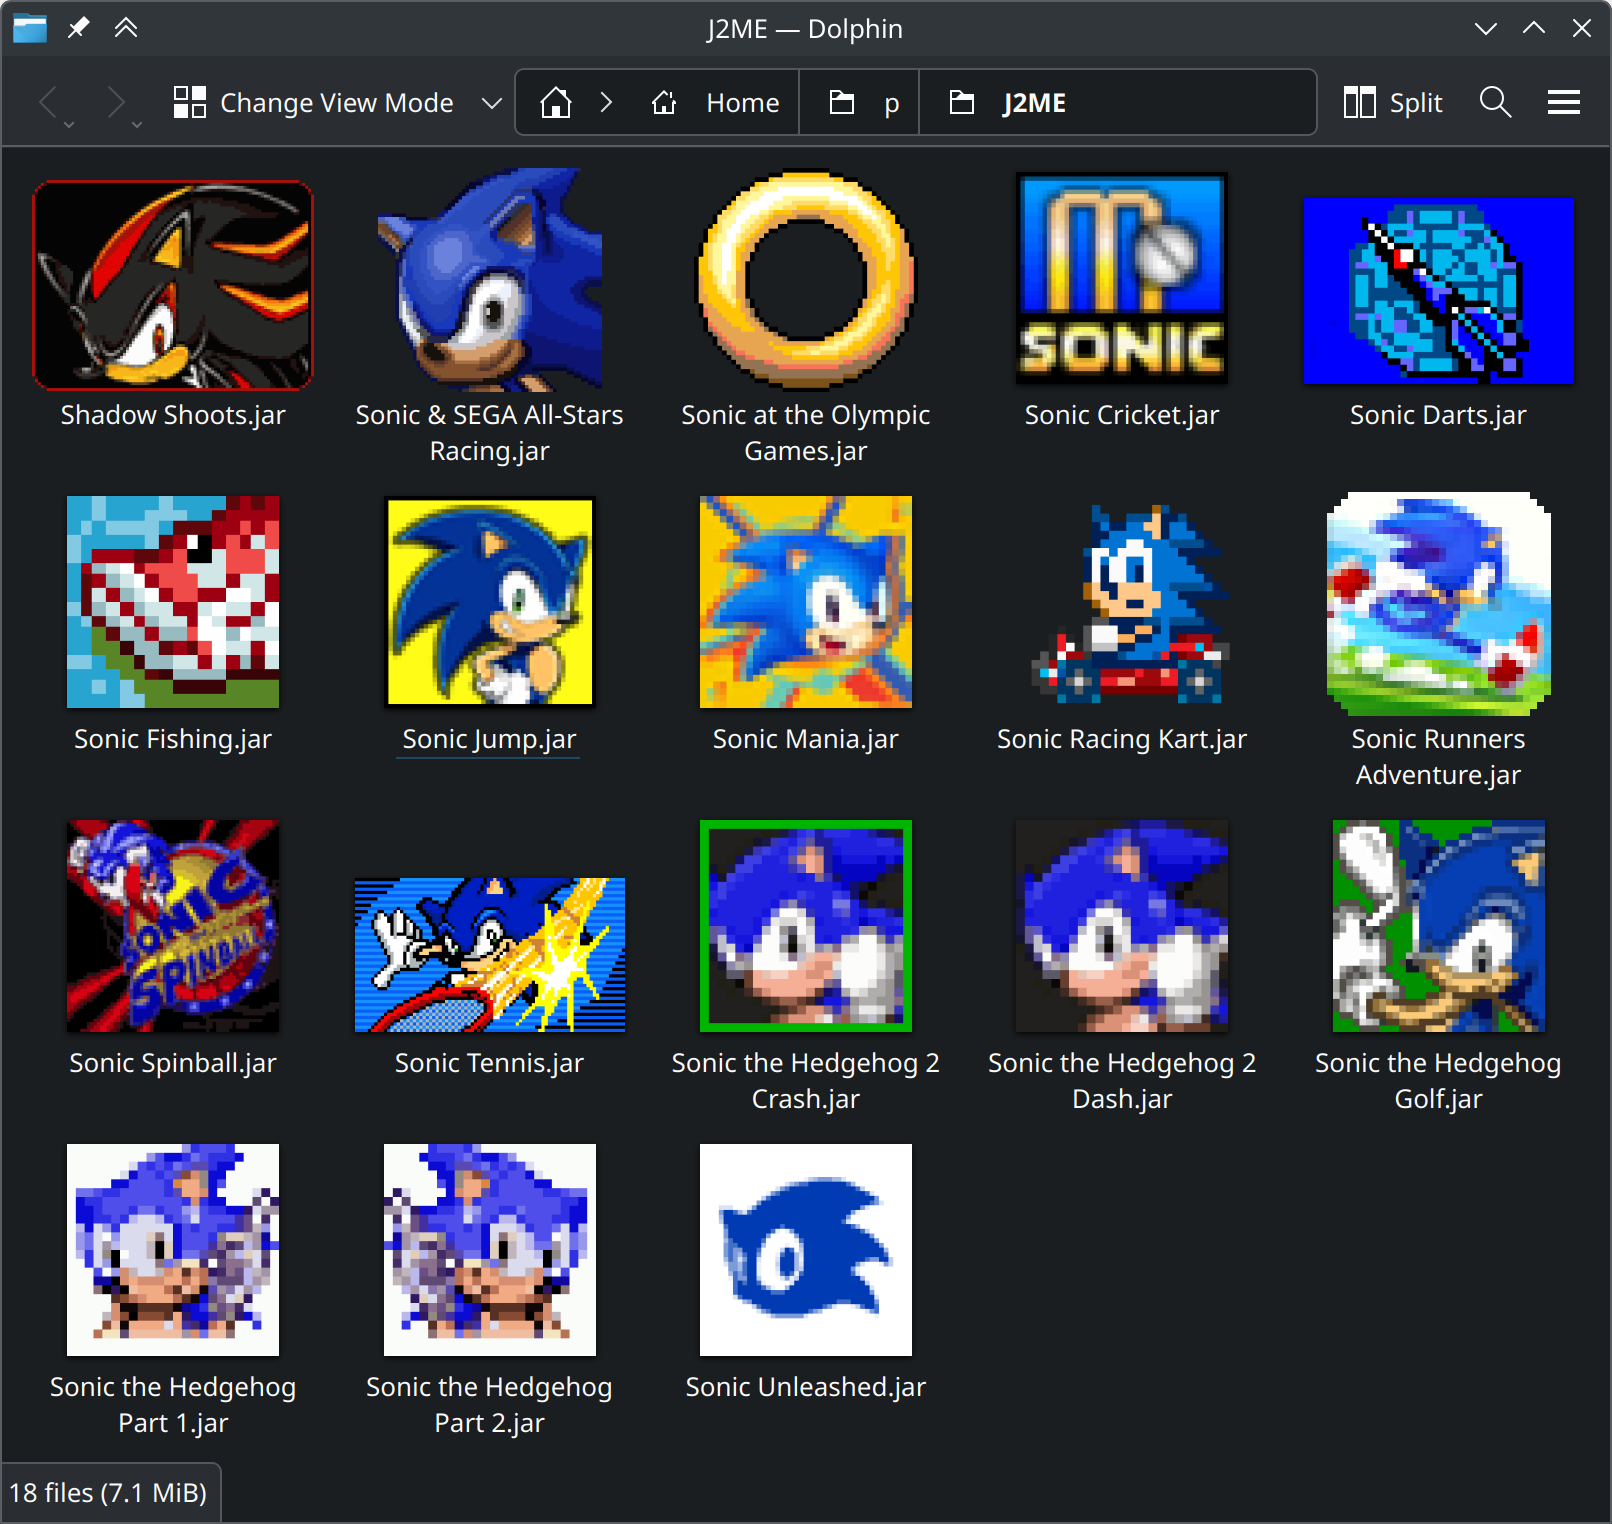 J2ME — Dolphin
Change View Mode
Home
p
J2ME
Split
SONIC
Shadow Shoots.jar
Sonic & SEGA All-Stars
Racing.jar
Sonic at the Olympic
Games.jar
Sonic Cricket.jar
Sonic Darts.jar
Sonic Fishing.jar
Sonic Jump.jar
Sonic Mania.jar
Sonic Racing Kart.jar
Sonic Runners
Adventure.jar
SONIC
SPINBALL
Sonic Spinball.jar
Sonic Tennis.jar
Sonic the Hedgehog 2
Crash.jar
Sonic the Hedgehog 2
Dash.jar
Sonic the Hedgehog
Golf.jar
Sonic the Hedgehog
Part 1.jar
Sonic the Hedgehog
Part 2.jar
Sonic Unleashed.jar
18 files (7.1 MiB)